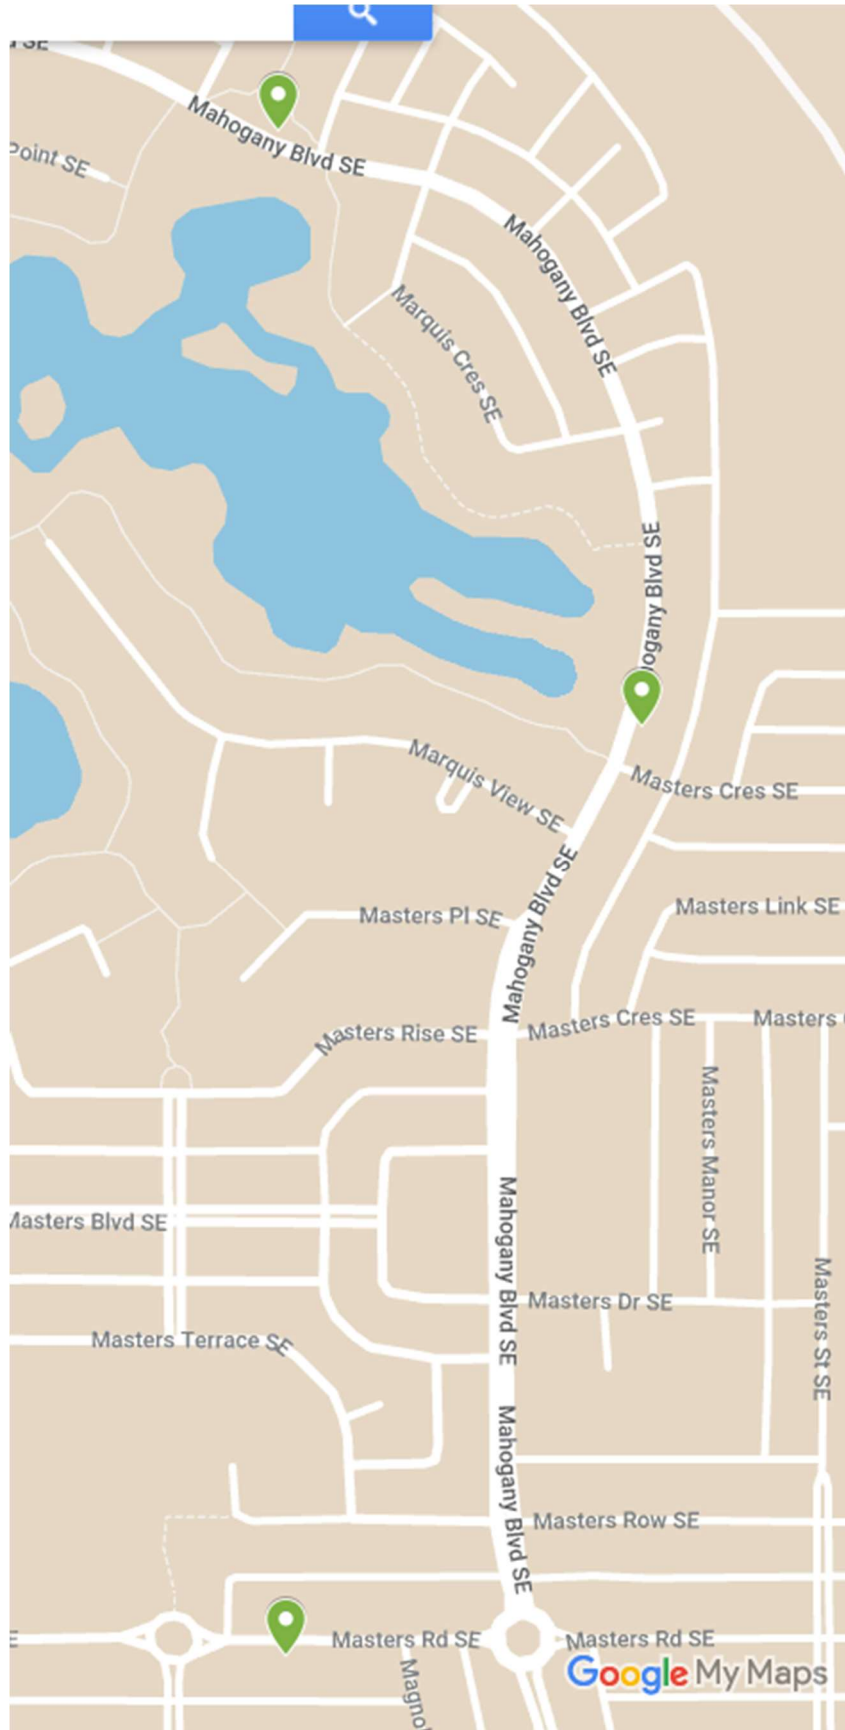 Mahogany Blvd SE
Point SE
Mahogany Blvd SE
Marquis Cres SE
ogany Blvd SE
Marquis View SE
Masters Cres SE
Mahogany Blvd SE
Masters Pl SE
Masters Link SE
Masters Rise SE
Masters Cres SE
Masters
Masters Manor SE
Masters Blvd SE
Mahogany Blvd SE
Masters Dr SE
Masters St SE
Masters Terrace SE
Mahogany Blvd SE
Masters Row SE
Masters Rd SE
Masters Rd SE
Google My Maps